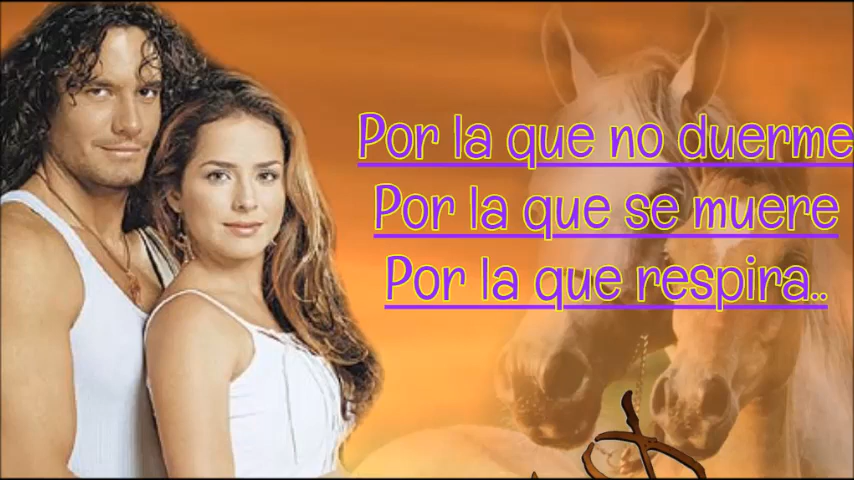 Por la que no duerme
Por la que se muere
Por la que respira..